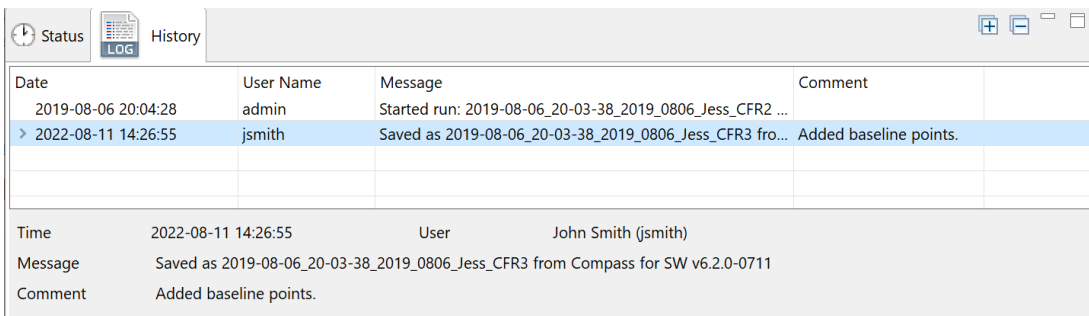 Status LOG History
Date User Name Message Comment
2019-08-06 20:04:28 admin Started run: 2019-08-06_20-03-38_2019_0806_Jess_CFR2 ...
2022-08-11 14:26:55 jsmith Saved as 2019-08-06_20-03-38_2019_0806_Jess_CFR3 fro... Added baseline points.
Time 2022-08-11 14:26:55 User John Smith (jsmith)
Message Saved as 2019-08-06_20-03-38_2019_0806_Jess_CFR3 from Compass for SW v6.2.0-0711
Comment Added baseline points.